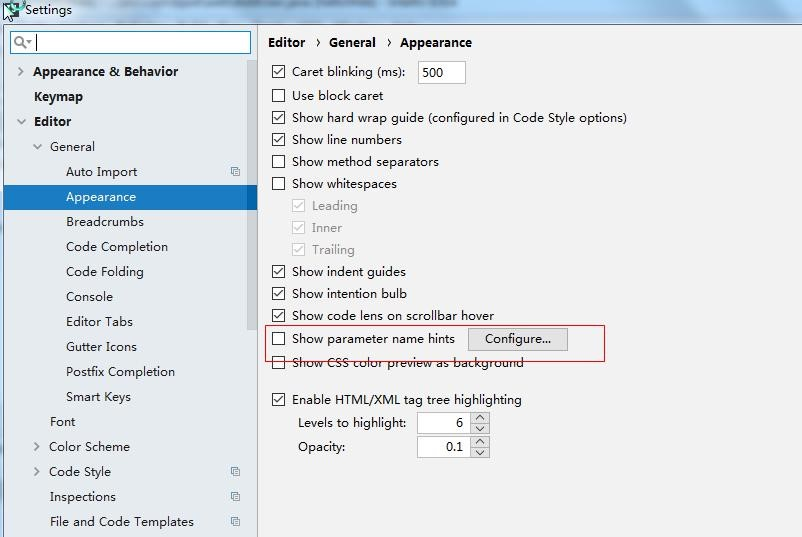 Settings
Appearance & Behavior
Keymap
Editor
General
Auto Import
Appearance
Breadcrumbs
Code Completion
Code Folding
Console
Editor Tabs
Gutter Icons
Postfix Completion
Smart Keys
Font
Color Scheme
Code Style
Inspections
File and Code Templates
Editor › General › Appearance
Caret blinking (ms): 500
Use block caret
Show hard wrap guide (configured in Code Style options)
Show line numbers
Show method separators
Show whitespaces
Leading
Inner
Trailing
Show indent guides
Show intention bulb
Show code lens on scrollbar hover
Show parameter name hints Configure...
Show CSS color preview as background
Enable HTML/XML tag tree highlighting
Levels to highlight: 6
Opacity: 0.1